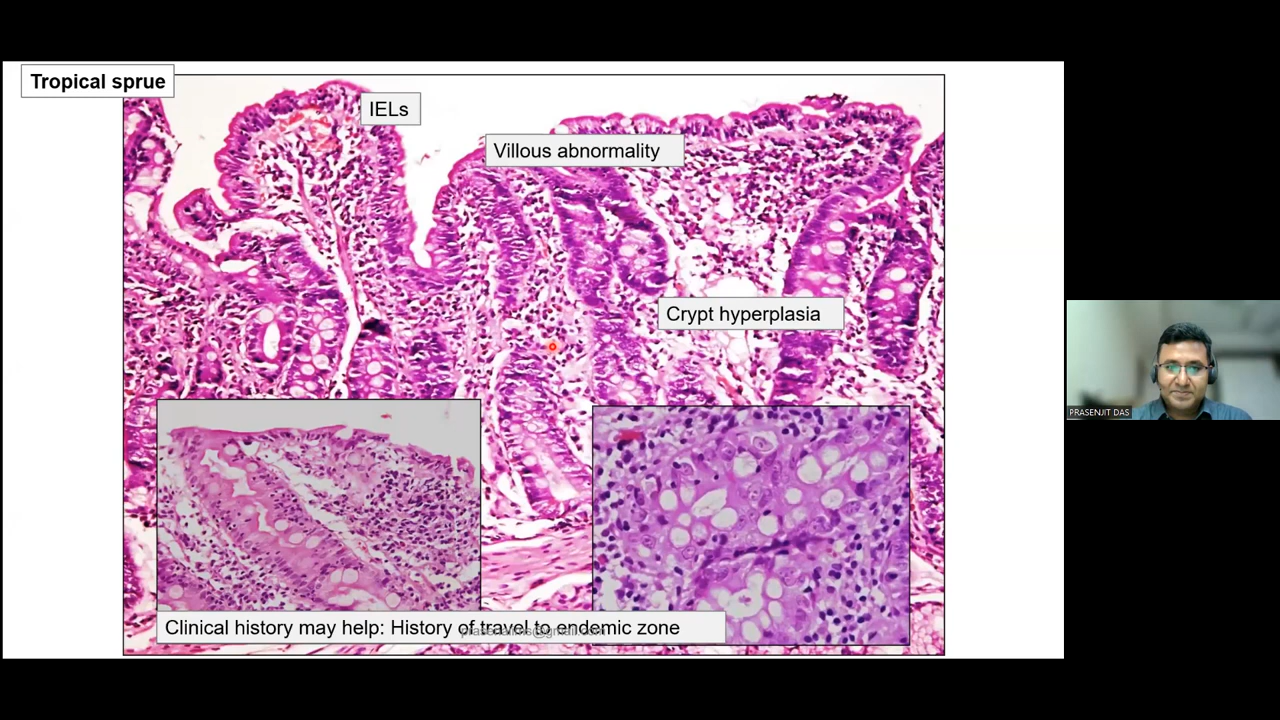 Tropical sprue
IELs
Villous abnormality
Crypt hyperplasia
PRASENJIT DAS
Clinical history may help: History of travel to endemic zone